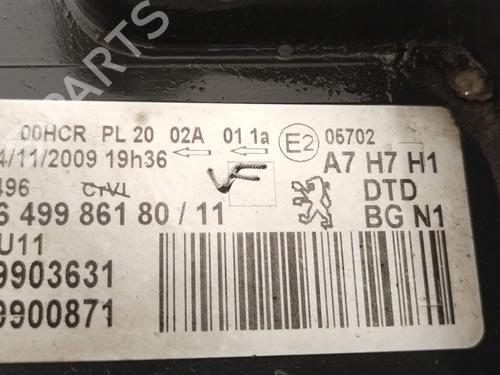 PARTS
00HCR PL 20 02A 01 1a E2 05702
4/11/2009 19h36 A7 H7 H1
496 VF DTD
6 499 861 80 / 11 BG N1
U11
9903631
9900871